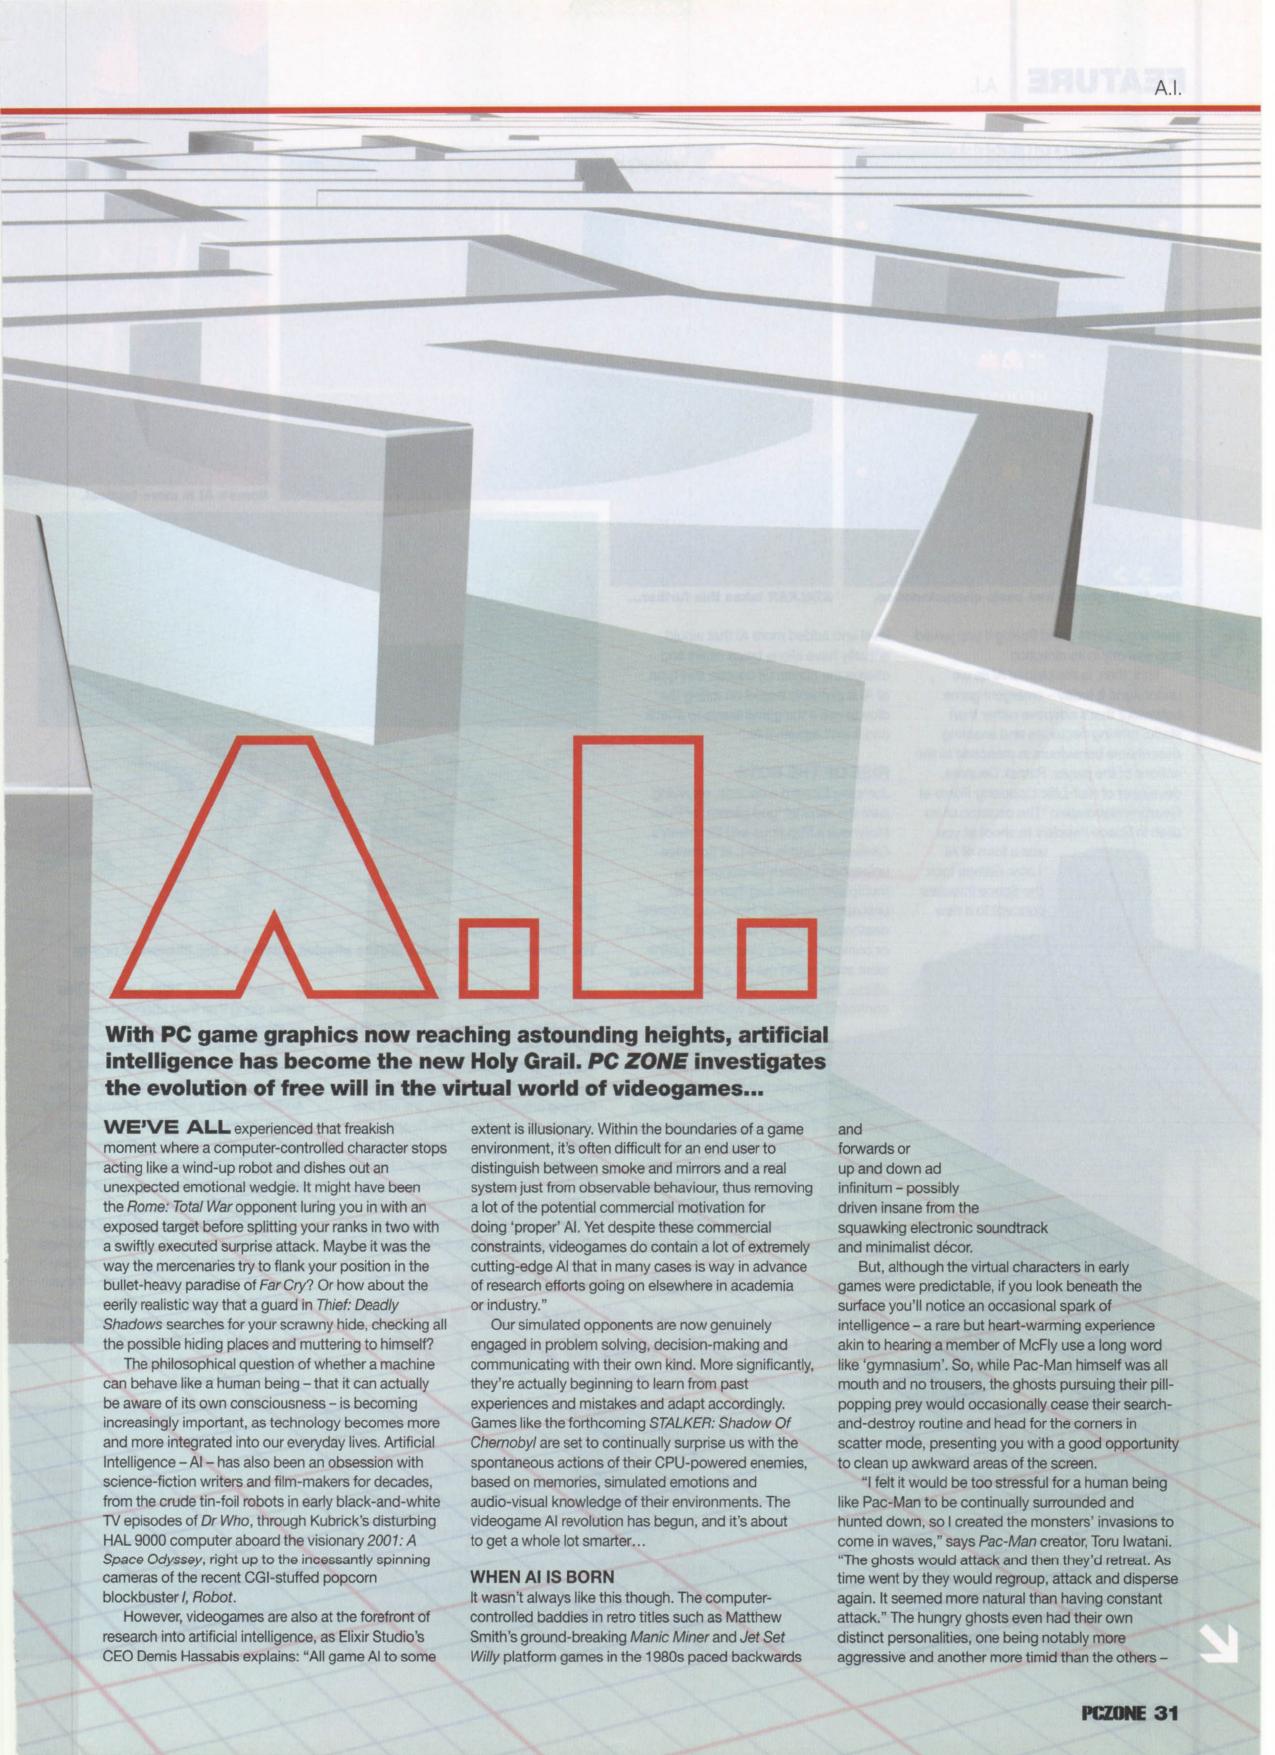 A.I.
A.I.
With PC game graphics now reaching astounding heights, artificial
intelligence has become the new Holy Grail. PC ZONE investigates
the evolution of free will in the virtual world of videogames...
WE'VE ALL experienced that freakish
moment where a computer-controlled character stops
acting like a wind-up robot and dishes out an
unexpected emotional wedgie. It might have been
the Rome: Total War opponent luring you in with an
exposed target before splitting your ranks in two with
a swiftly executed surprise attack. Maybe it was the
way the mercenaries try to flank your position in the
bullet-heavy paradise of Far Cry? Or how about the
eerily realistic way that a guard in Thief: Deadly
Shadows searches for your scrawny hide, checking all
the possible hiding places and muttering to himself?
The philosophical question of whether a machine
can behave like a human being – that it can actually
be aware of its own consciousness – is becoming
increasingly important, as technology becomes more
and more integrated into our everyday lives. Artificial
Intelligence – AI – has also been an obsession with
science-fiction writers and film-makers for decades,
from the crude tin-foil robots in early black-and-white
TV episodes of Dr Who, through Kubrick's disturbing
HAL 9000 computer aboard the visionary 2001: A
Space Odyssey, right up to the incessantly spinning
cameras of the recent CGI-stuffed popcorn
blockbuster I, Robot.
However, videogames are also at the forefront of
research into artificial intelligence, as Elixir Studio's
CEO Demis Hassabis explains: "All game AI to some
extent is illusionary. Within the boundaries of a game
environment, it's often difficult for an end user to
distinguish between smoke and mirrors and a real
system just from observable behaviour, thus removing
a lot of the potential commercial motivation for
doing 'proper' AI. Yet despite these commercial
constraints, videogames do contain a lot of extremely
cutting-edge AI that in many cases is way in advance
of research efforts going on elsewhere in academia
or industry."
Our simulated opponents are now genuinely
engaged in problem solving, decision-making and
communicating with their own kind. More significantly,
they're actually beginning to learn from past
experiences and mistakes and adapt accordingly.
Games like the forthcoming STALKER: Shadow Of
Chernobyl are set to continually surprise us with the
spontaneous actions of their CPU-powered enemies,
based on memories, simulated emotions and
audio-visual knowledge of their environments. The
videogame AI revolution has begun, and it's about
to get a whole lot smarter...
WHEN AI IS BORN
It wasn't always like this though. The computer-
controlled baddies in retro titles such as Matthew
Smith's ground-breaking Manic Miner and Jet Set
Willy platform games in the 1980s paced backwards
and
forwards or
up and down ad
infinitum – possibly
driven insane from the
squawking electronic soundtrack
and minimalist décor.
But, although the virtual characters in early
games were predictable, if you look beneath the
surface you'll notice an occasional spark of
intelligence – a rare but heart-warming experience
akin to hearing a member of McFly use a long word
like 'gymnasium'. So, while Pac-Man himself was all
mouth and no trousers, the ghosts pursuing their pill-
popping prey would occasionally cease their search-
and-destroy routine and head for the corners in
scatter mode, presenting you with a good opportunity
to clean up awkward areas of the screen.
"I felt it would be too stressful for a human being
like Pac-Man to be continually surrounded and
hunted down, so I created the monsters' invasions to
come in waves," says Pac-Man creator, Toru Iwatani.
"The ghosts would attack and then they'd retreat. As
time went by they would regroup, attack and disperse
again. It seemed more natural than having constant
attack." The hungry ghosts even had their own
distinct personalities, one being notably more
aggressive and another more timid than the others –
PCZONE 31